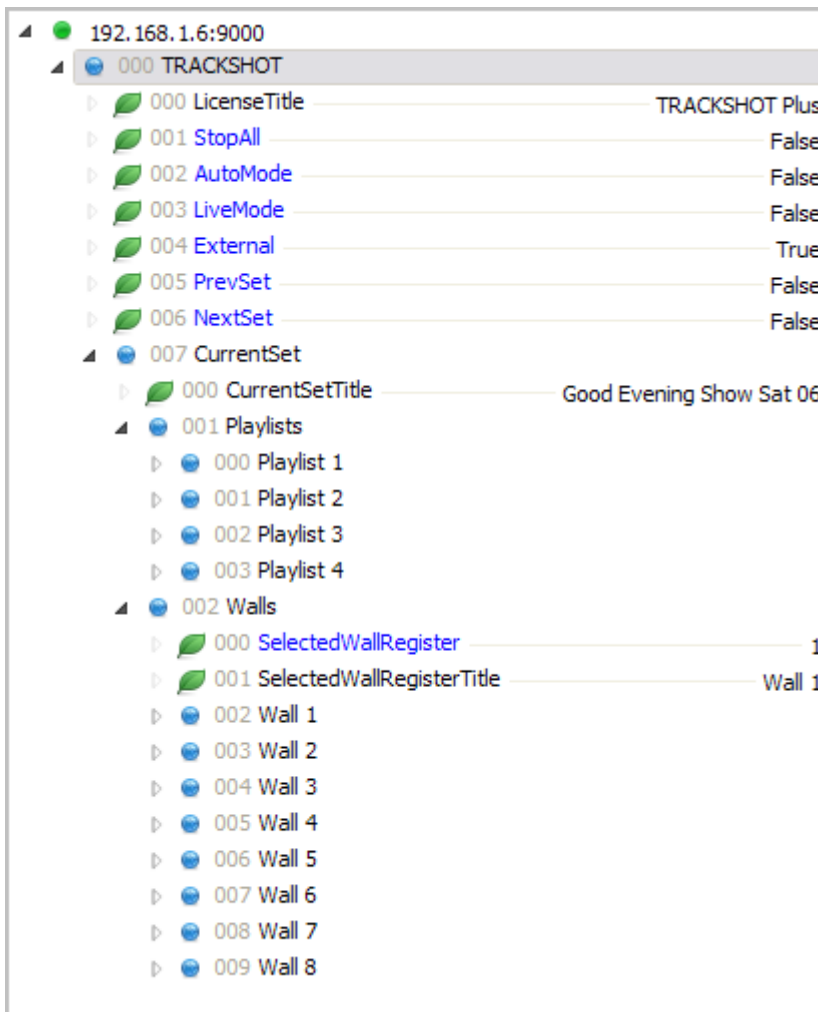 192.168.1.6:9000
000 TRACKSHOT
000 LicenseTitle TRACKSHOT Plus
001 StopAll False
002 AutoMode False
003 LiveMode False
004 External True
005 PrevSet False
006 NextSet False
007 CurrentSet
000 CurrentSetTitle Good Evening Show Sat 06
001 Playlists
000 Playlist 1
001 Playlist 2
002 Playlist 3
003 Playlist 4
002 Walls
000 SelectedWallRegister 1
001 SelectedWallRegisterTitle Wall 1
002 Wall 1
003 Wall 2
004 Wall 3
005 Wall 4
006 Wall 5
007 Wall 6
008 Wall 7
009 Wall 8